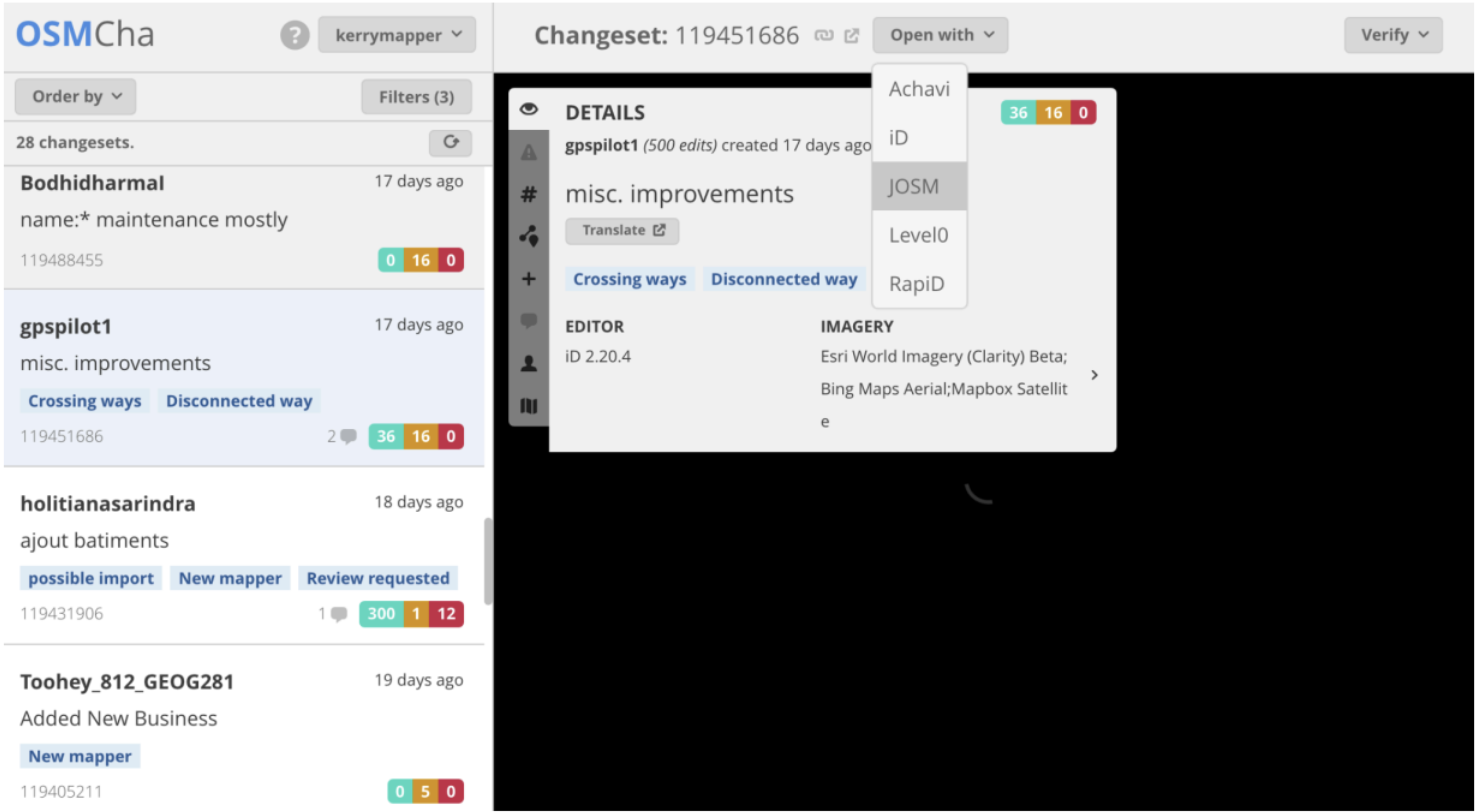 OSMCha
? kerrymapper
Order by
Filters (3)
28 changesets.
Bodhidharmal 17 days ago
name:* maintenance mostly
119488455 0 16 0
gpspilot1 17 days ago
misc. improvements
Crossing ways Disconnected way
119451686 2 36 16 0
holitianasarindra 18 days ago
ajout batiments
possible import New mapper Review requested
119431906 1 300 1 12
Toohey_812_GEOG281 19 days ago
Added New Business
New mapper
119405211 0 5 0
Changeset: 119451686 Open with Verify
Achavi
iD
JOSM
Level0
RapiD
DETAILS 36 16 0
gpspilot1 (500 edits) created 17 days ago
# misc. improvements
Translate
Crossing ways Disconnected way
EDITOR
iD 2.20.4
IMAGERY
Esri World Imagery (Clarity) Beta;
Bing Maps Aerial;Mapbox Satellit
e